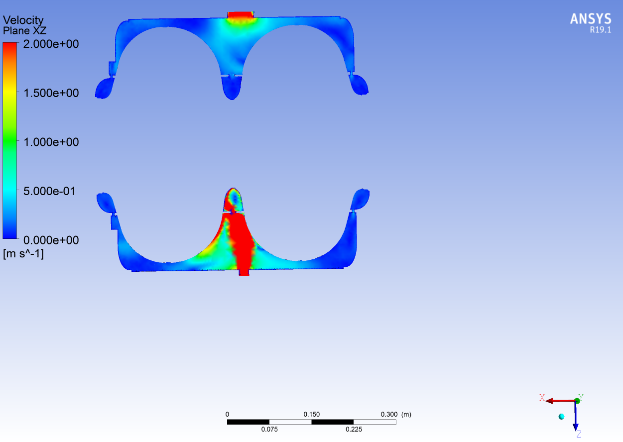 Velocity
Plane XZ
2.000e+00
1.500e+00
1.000e+00
5.000e-01
0.000e+00
[m s^-1]
ANSYS
R19.1
0 0.150 0.300 (m)
0.075 0.225
X Y
Z